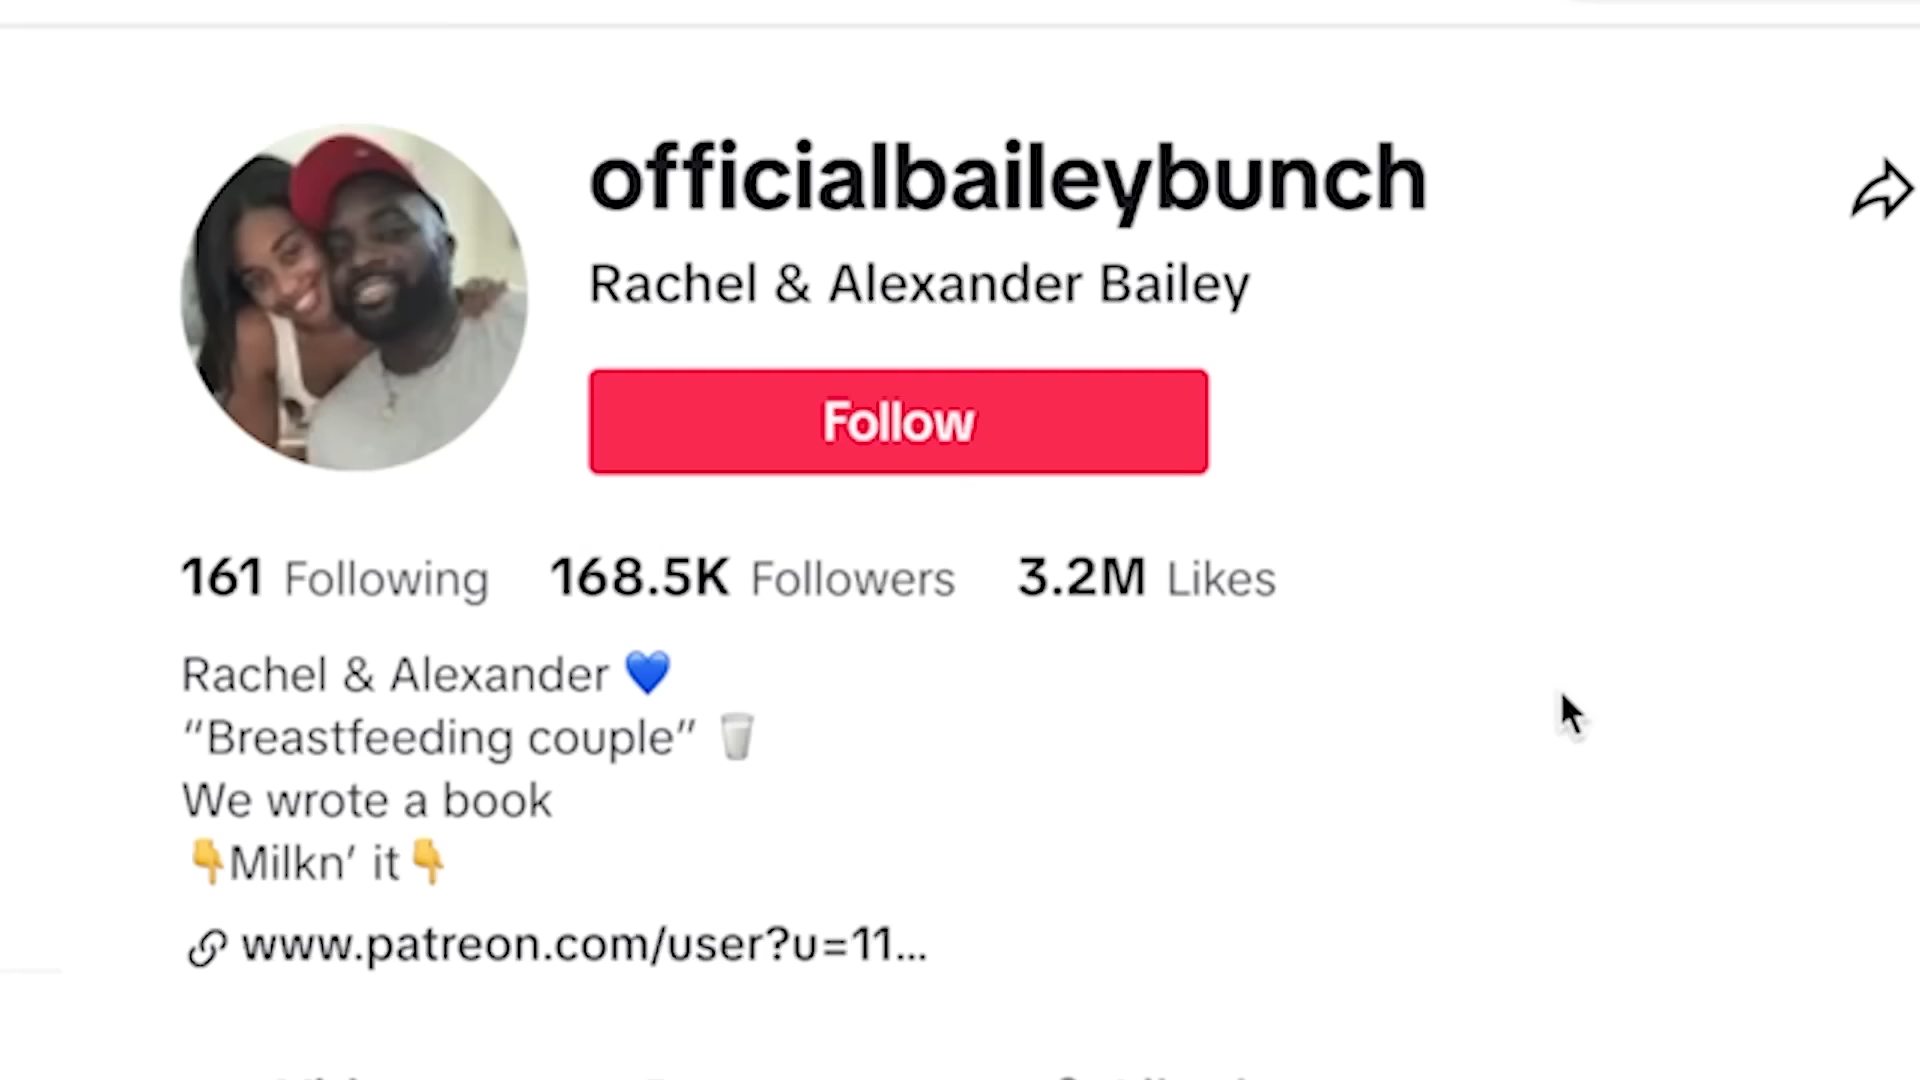 officialbaileybunch
Rachel & Alexander Bailey
Follow
161 Following 168.5K Followers 3.2M Likes
Rachel & Alexander 💙
“Breastfeeding couple” 🥛
We wrote a book
👇Milkn’ it👇
www.patreon.com/user?u=11...